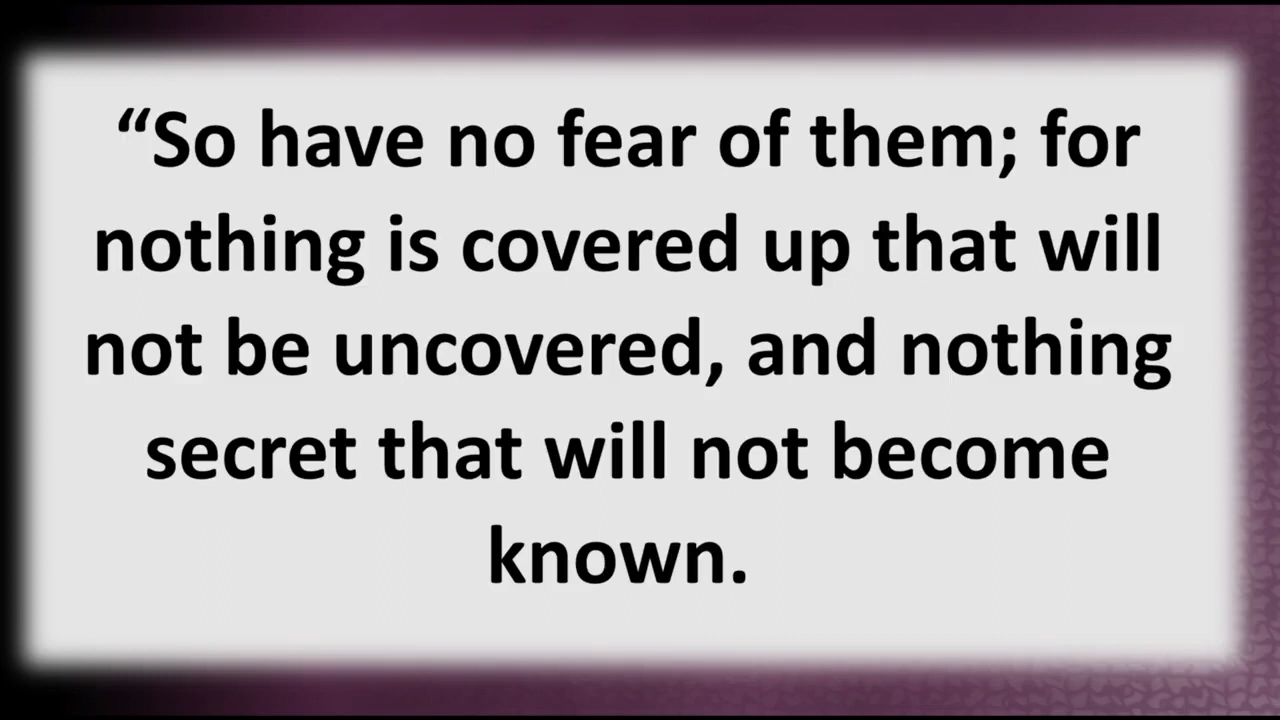 “So have no fear of them; for
nothing is covered up that will
not be uncovered, and nothing
secret that will not become
known.